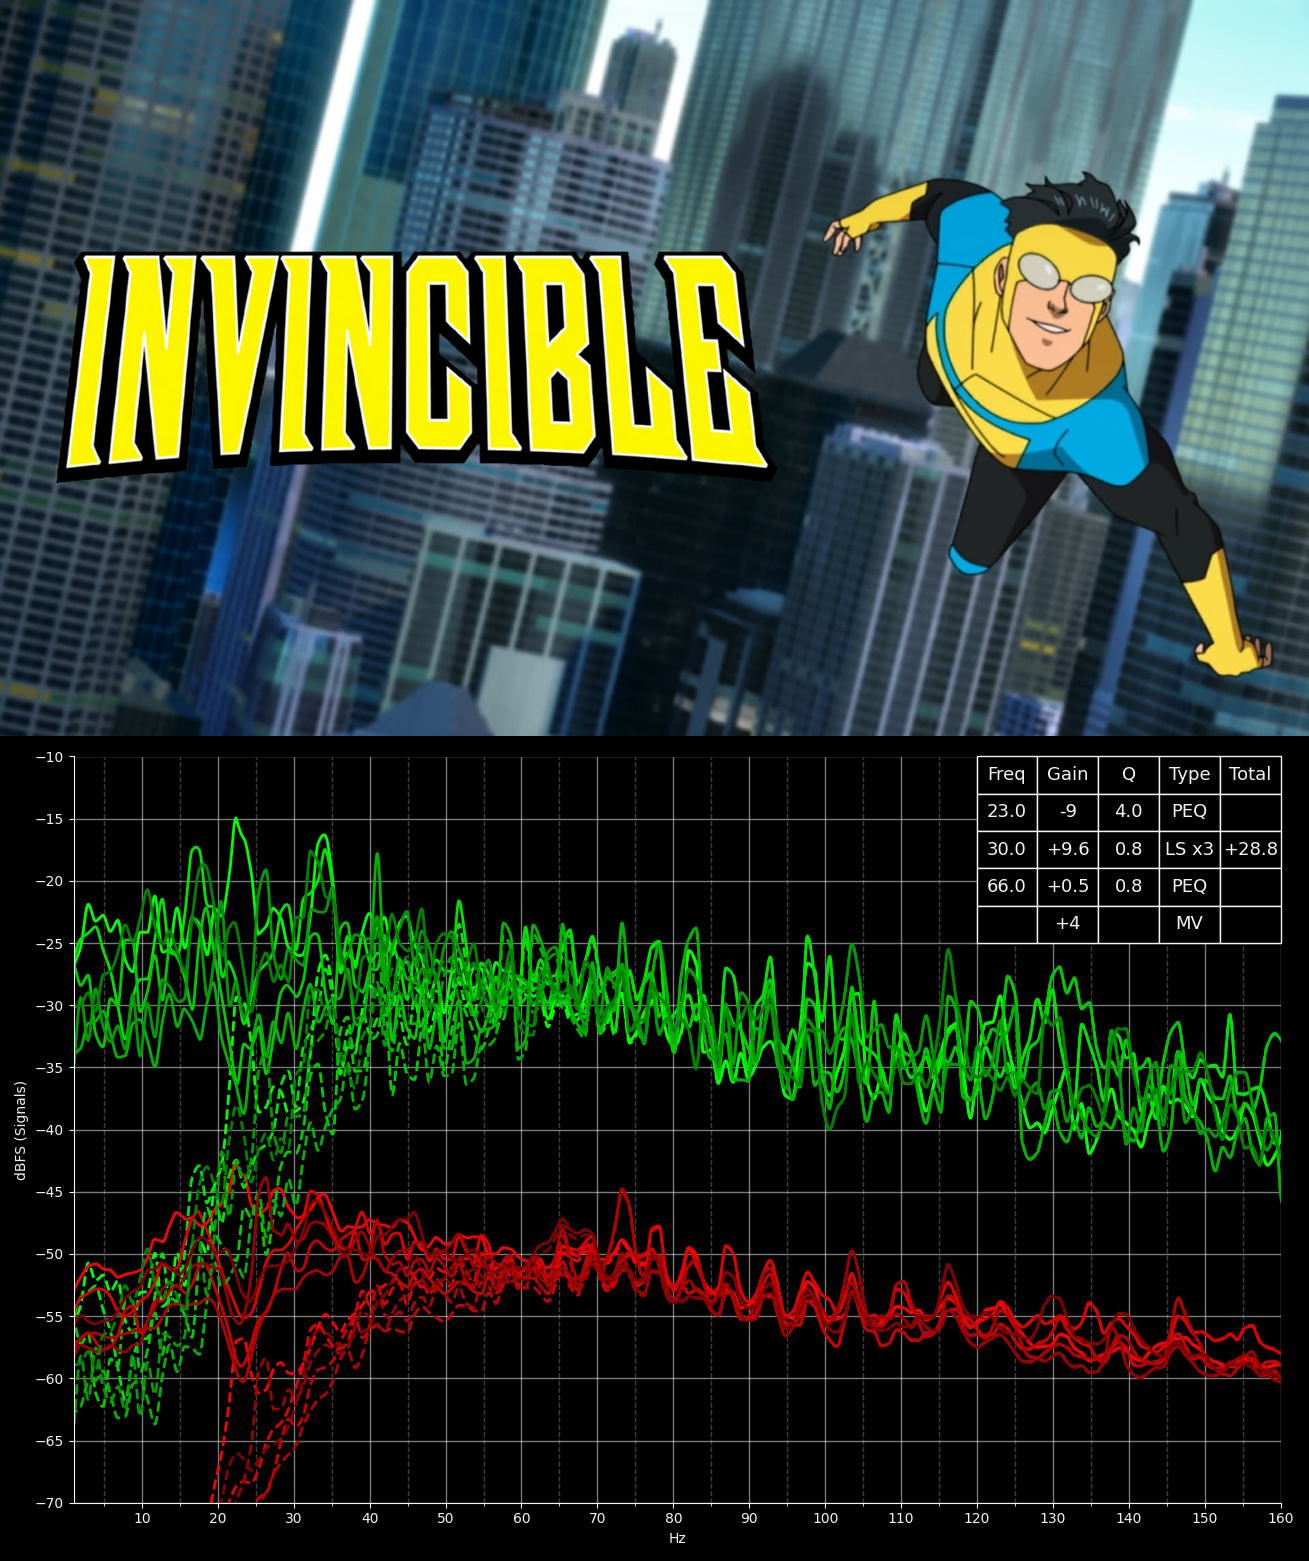 INVINCIBLE
Freq Gain Q Type Total
23.0 -9 4.0 PEQ
30.0 +9.6 0.8 LS x3 +28.8
66.0 +0.5 0.8 PEQ
+4 MV
−10
−15
−20
−25
−30
−35
−40
−45
−50
−55
−60
−65
−70
dBFS (Signals)
10 20 30 40 50 60 70 80 90 100 110 120 130 140 150 160
Hz